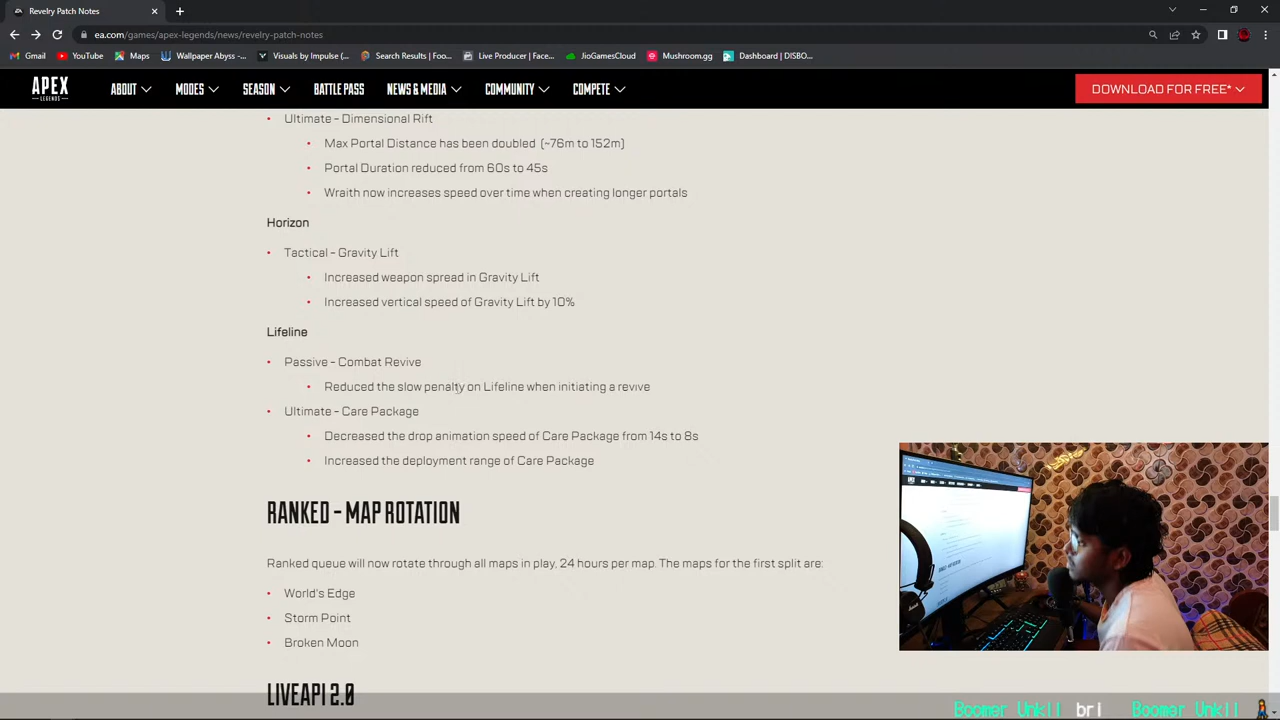 Revelry Patch Notes
ea.com/games/apex-legends/news/revelry-patch-notes
Gmail
YouTube
Maps
Wallpaper Abyss -...
Visuals by Impulse (...
Search Results | Foo...
Live Producer | Face...
JioGamesCloud
Mushroom.gg
Dashboard | DISBO...
APEX
LEGENDS
ABOUT
MODES
SEASON
BATTLE PASS
NEWS & MEDIA
COMMUNITY
COMPETE
DOWNLOAD FOR FREE*
• Ultimate – Dimensional Rift
• Max Portal Distance has been doubled (~76m to 152m)
• Portal Duration reduced from 60s to 45s
• Wraith now increases speed over time when creating longer portals
Horizon
• Tactical – Gravity Lift
• Increased weapon spread in Gravity Lift
• Increased vertical speed of Gravity Lift by 10%
Lifeline
• Passive – Combat Revive
• Reduced the slow penalty on Lifeline when initiating a revive
• Ultimate – Care Package
• Decreased the drop animation speed of Care Package from 14s to 8s
• Increased the deployment range of Care Package
RANKED – MAP ROTATION
Ranked queue will now rotate through all maps in play, 24 hours per map. The maps for the first split are:
• World's Edge
• Storm Point
• Broken Moon
LIVEAPI 2.0
Boomer Unkll bri Boomer Unkll